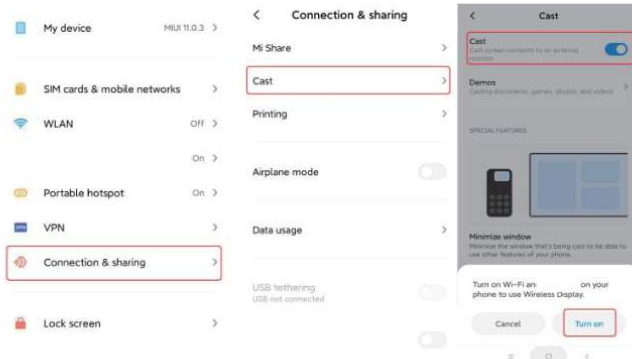 My device MIUI 11.0.3 >
SIM cards & mobile networks >
WLAN Off >
On >
Portable hotspot On >
VPN >
Connection & sharing >
Lock screen >
< Connection & sharing
Mi Share >
Cast >
Printing >
Airplane mode
Data usage >
USB tethering
USB not connected
< Cast
Cast
Cast screen contents to an external
monitor
Demos
Casting documents, games, photos, and videos
SPECIAL FEATURES
Minimize window
Minimize the window that's being cast to be able to
use other features of your phone.
Turn on Wi-Fi an on your
phone to use Wireless Display.
Cancel Turn on